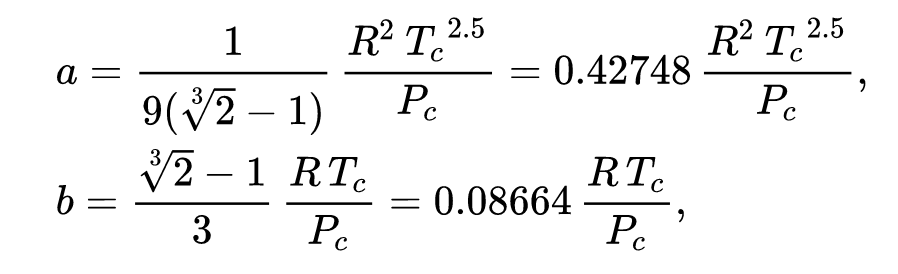 a = \frac{1}{9(\sqrt[3]{2} - 1)} \frac{R^2 \, T_c^{2.5}}{P_c} = 0.42748 \frac{R^2 \, T_c^{2.5}}{P_c},
b = \frac{\sqrt[3]{2} - 1}{3} \frac{R \, T_c}{P_c} = 0.08664 \frac{R \, T_c}{P_c},